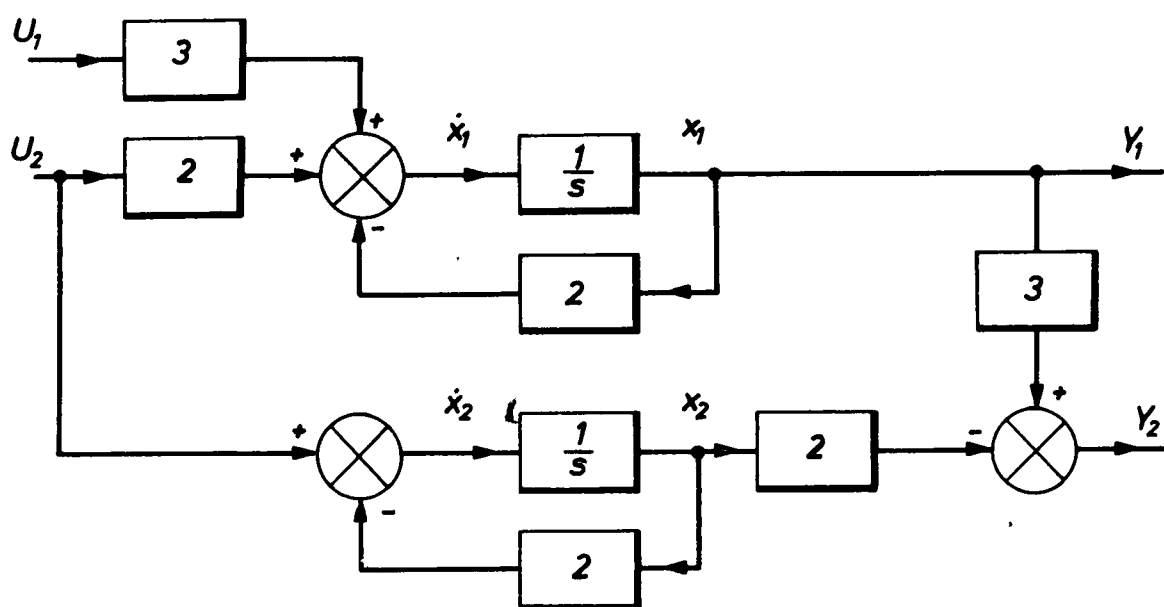 U₁
3
+
U₂
2
+
ẋ₁
1
s
x₁
Y₁
-
2
3
ẋ₂
x₂
+
Y₂
+
1
s
2
-
-
2